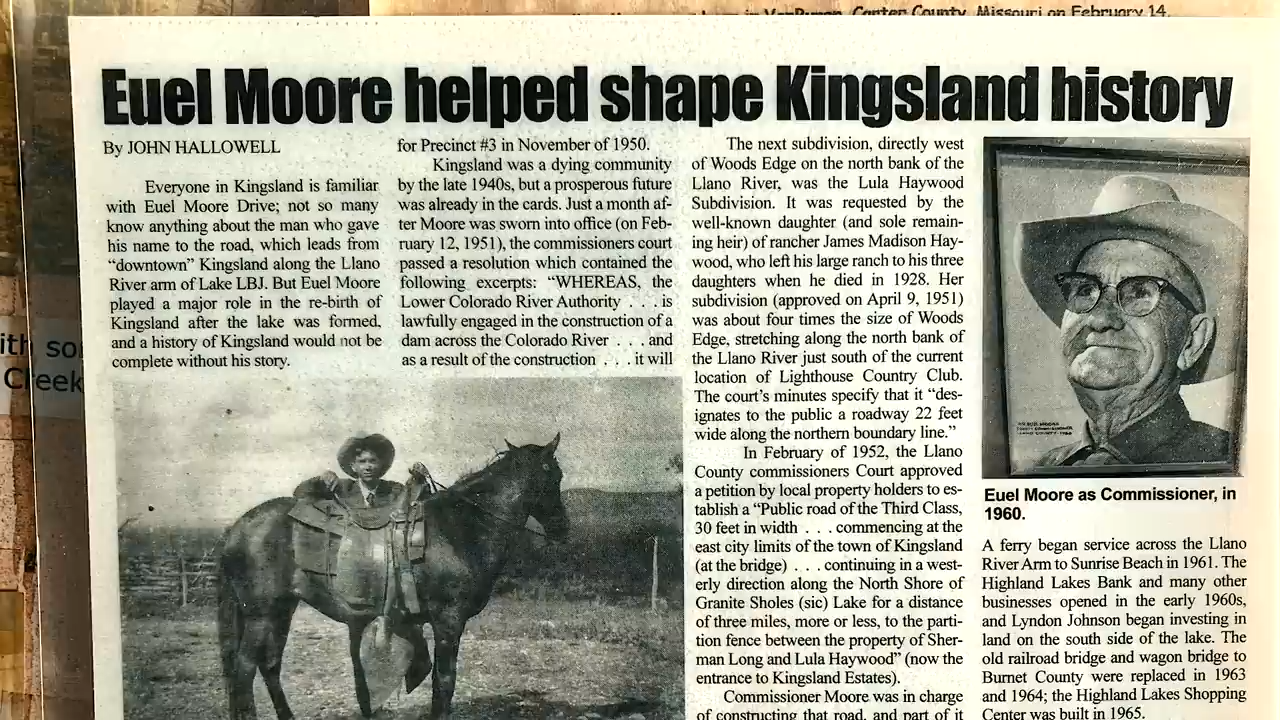 Carter County, Missouri on February 14,
Euel Moore helped shape Kingsland history
By JOHN HALLOWELL
Everyone in Kingsland is familiar
with Euel Moore Drive; not so many
know anything about the man who gave
his name to the road, which leads from
“downtown” Kingsland along the Llano
River arm of Lake LBJ. But Euel Moore
played a major role in the re-birth of
Kingsland after the lake was formed,
and a history of Kingsland would not be
complete without his story.
for Precinct #3 in November of 1950.
Kingsland was a dying community
by the late 1940s, but a prosperous future
was already in the cards. Just a month af-
ter Moore was sworn into office (on Feb-
ruary 12, 1951), the commissioners court
passed a resolution which contained the
following excerpts: “WHEREAS, the
Lower Colorado River Authority . . . is
lawfully engaged in the construction of a
dam across the Colorado River . . . and
as a result of the construction . . . it will
The next subdivision, directly west
of Woods Edge on the north bank of the
Llano River, was the Lula Haywood
Subdivision. It was requested by the
well-known daughter (and sole remain-
ing heir) of rancher James Madison Hay-
wood, who left his large ranch to his three
daughters when he died in 1928. Her
subdivision (approved on April 9, 1951)
was about four times the size of Woods
Edge, stretching along the north bank of
the Llano River just south of the current
location of Lighthouse Country Club.
The court’s minutes specify that it “des-
ignates to the public a roadway 22 feet
wide along the northern boundary line.”
In February of 1952, the Llano
County commissioners Court approved
a petition by local property holders to es-
tablish a “Public road of the Third Class,
30 feet in width . . . commencing at the
east city limits of the town of Kingsland
(at the bridge) . . . continuing in a west-
erly direction along the North Shore of
Granite Sholes (sic) Lake for a distance
of three miles, more or less, to the parti-
tion fence between the property of Sher-
man Long and Lula Haywood” (now the
entrance to Kingsland Estates).
Commissioner Moore was in charge
of constructing that road, and part of it
Euel Moore as Commissioner, in
1960.
A ferry began service across the Llano
River Arm to Sunrise Beach in 1961. The
Highland Lakes Bank and many other
businesses opened in the early 1960s,
and Lyndon Johnson began investing in
land on the south side of the lake. The
old railroad bridge and wagon bridge to
Burnet County were replaced in 1963
and 1964; the Highland Lakes Shopping
Center was built in 1965.